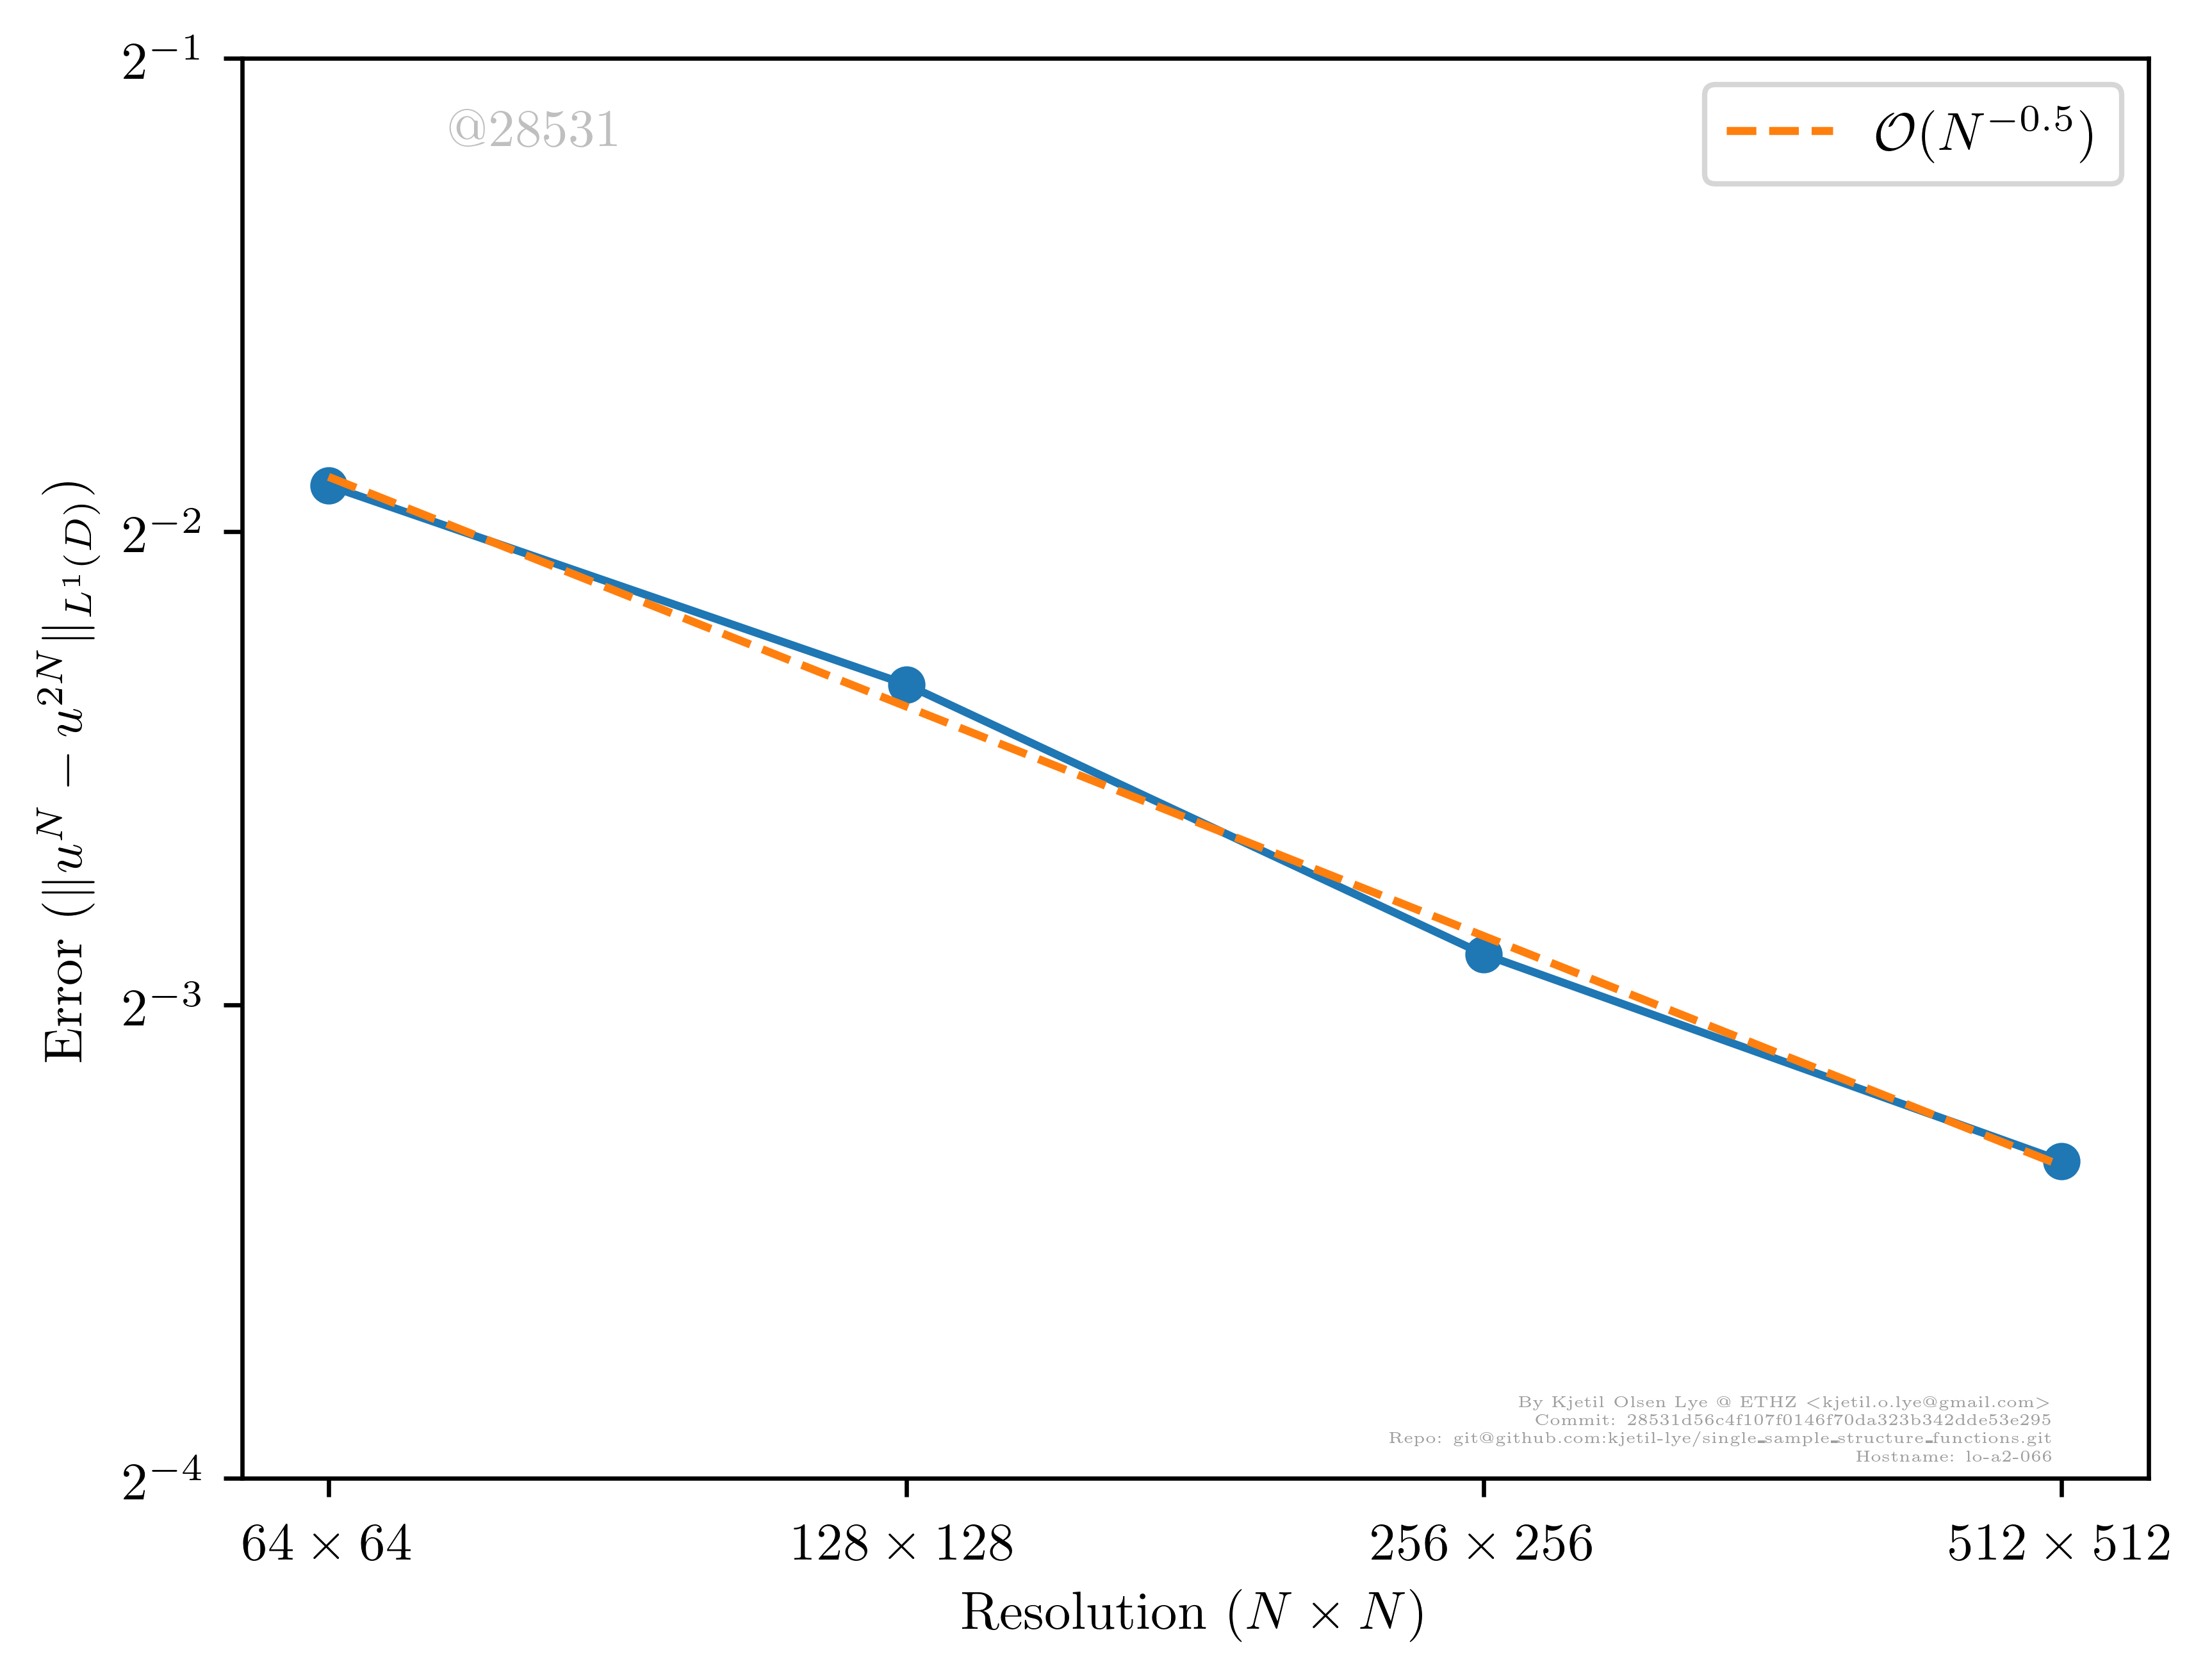 @28531
𝒪(N^{-0.5})
Error (||u^N − u^{2N}||_{L^1(D)})
2^{-1}
2^{-2}
2^{-3}
2^{-4}
By Kjetil Olsen Lye @ ETHZ <kjetil.o.lye@gmail.com>
Commit: 28531d56c4f107f0146f70da323b342dde53e295
Repo: git@github.com:kjetil-lye/single_sample_structure_functions.git
Hostname: lo-a2-066
64 × 64
128 × 128
256 × 256
512 × 512
Resolution (N × N)